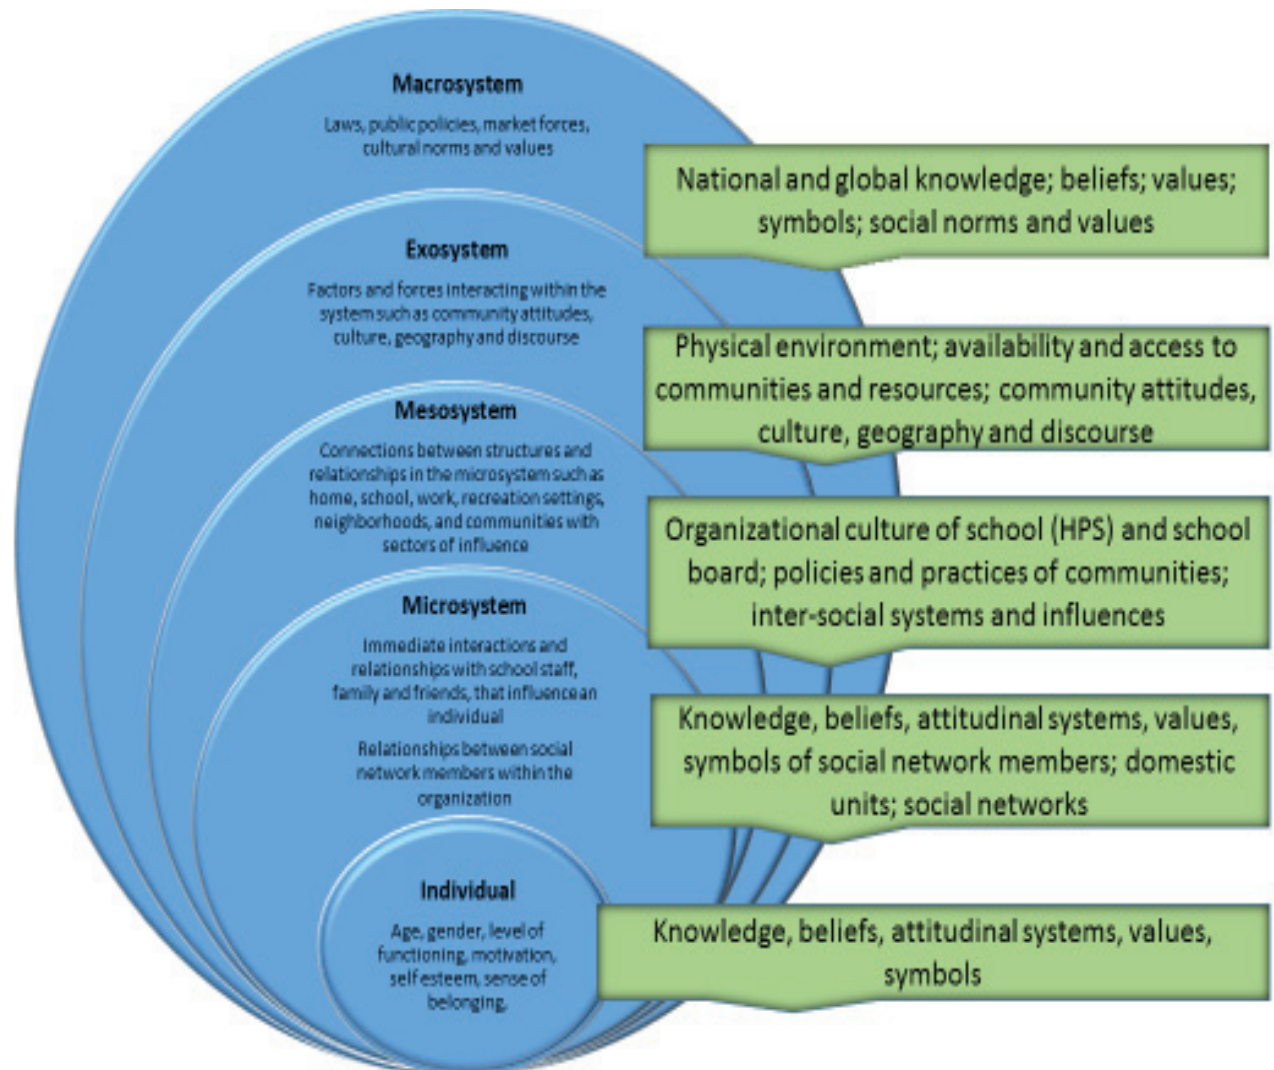 Macrosystem
Laws, public policies, market forces,
cultural norms and values
National and global knowledge; beliefs; values;
symbols; social norms and values
Exosystem
Factors and forces interacting within the
system such as community attitudes,
culture, geography and discourse
Physical environment; availability and access to
communities and resources; community attitudes,
culture, geography and discourse
Mesosystem
Connections between structures and
relationships in the microsystem such as
home, school, work, recreation settings,
neighborhoods, and communities with
sectors of influence
Organizational culture of school (HPS) and school
board; policies and practices of communities;
inter-social systems and influences
Microsystem
Immediate interactions and
relationships with school staff,
family and friends, that influence an
individual
Relationships between social
network members within the
organization
Knowledge, beliefs, attitudinal systems, values,
symbols of social network members; domestic
units; social networks
Individual
Age, gender, level of
functioning, motivation,
self esteem, sense of
belonging,
Knowledge, beliefs, attitudinal systems, values,
symbols